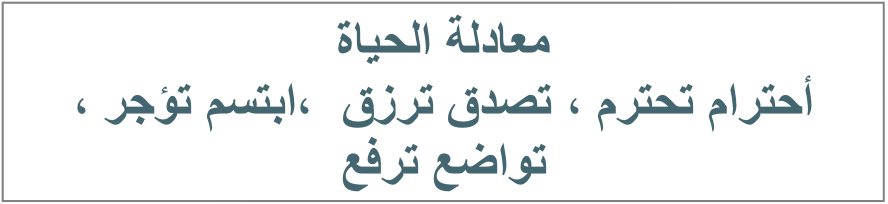 معادلة الحياة
أحترام تحترم ، تصدق ترزق ،ابتسم تؤجر ،
تواضع ترفع